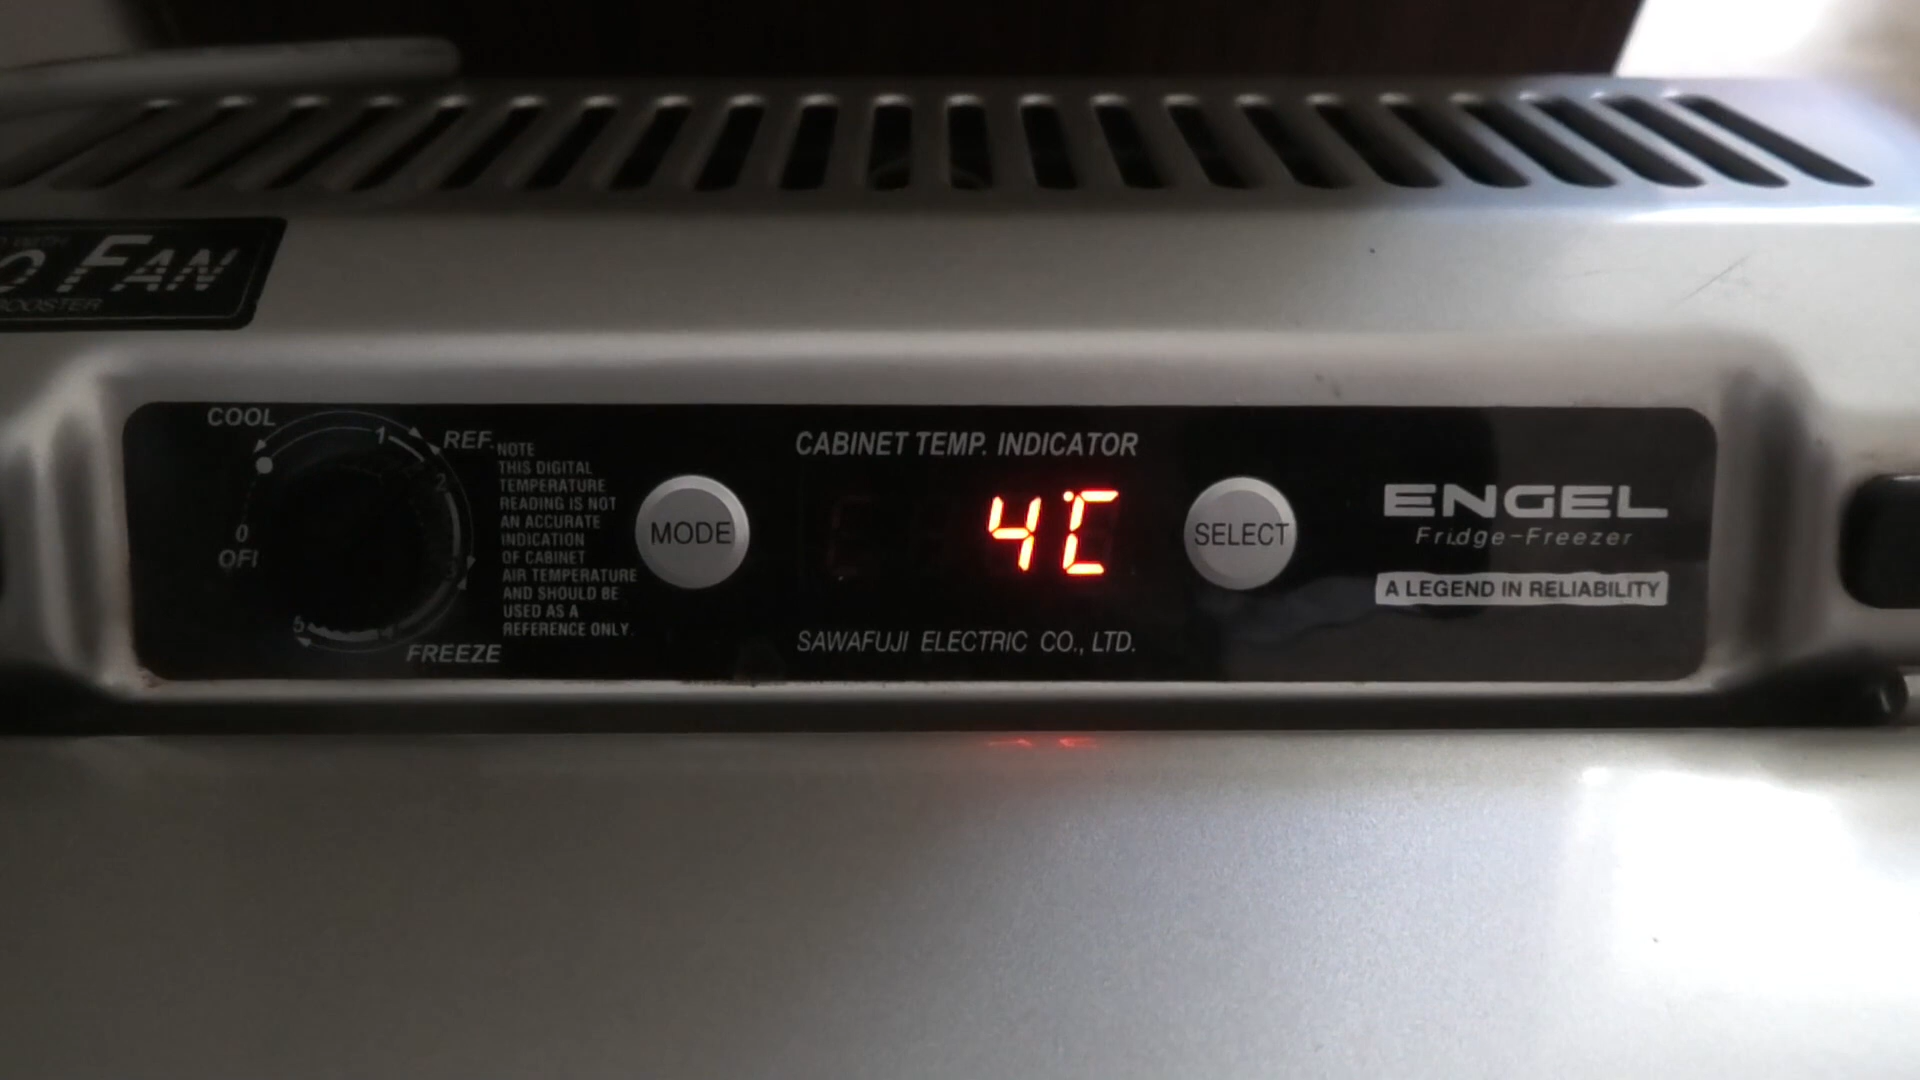 FAN
BOOSTER
COOL
1
REF.
2
0
OFF
5
4
FREEZE
NOTE
THIS DIGITAL
TEMPERATURE
READING IS NOT
AN ACCURATE
INDICATION
OF CABINET
AIR TEMPERATURE
AND SHOULD BE
USED AS A
REFERENCE ONLY.
MODE
CABINET TEMP. INDICATOR
4°C
SAWAFUJI ELECTRIC CO., LTD.
SELECT
ENGEL
Fridge-Freezer
A LEGEND IN RELIABILITY